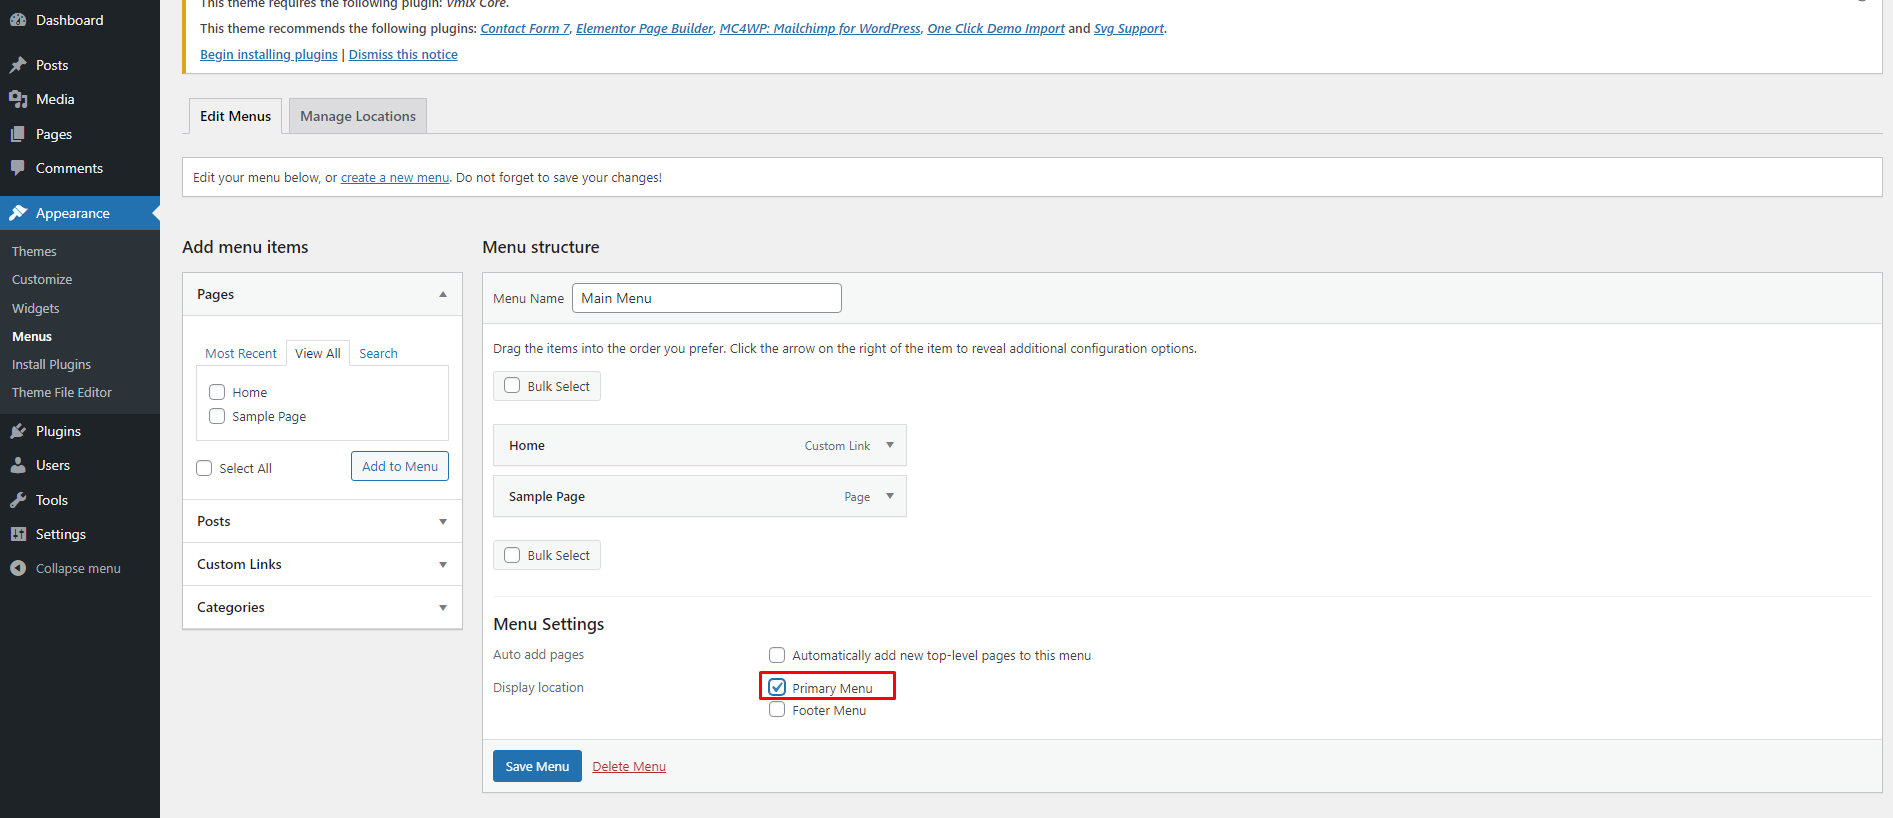 Dashboard
Posts
Media
Pages
Comments
Appearance
Themes
Customize
Widgets
Menus
Install Plugins
Theme File Editor
Plugins
Users
Tools
Settings
Collapse menu
This theme requires the following plugin: Vmix Core.
This theme recommends the following plugins: Contact Form 7, Elementor Page Builder, MC4WP: Mailchimp for WordPress, One Click Demo Import and Svg Support.
Begin installing plugins | Dismiss this notice
Edit Menus Manage Locations
Edit your menu below, or create a new menu. Do not forget to save your changes!
Add menu items
Pages
Most Recent View All Search
Home
Sample Page
Select All Add to Menu
Posts
Custom Links
Categories
Menu structure
Menu Name Main Menu
Drag the items into the order you prefer. Click the arrow on the right of the item to reveal additional configuration options.
Bulk Select
Home Custom Link
Sample Page Page
Bulk Select
Menu Settings
Auto add pages Automatically add new top-level pages to this menu
Display location Primary Menu
Footer Menu
Save Menu Delete Menu